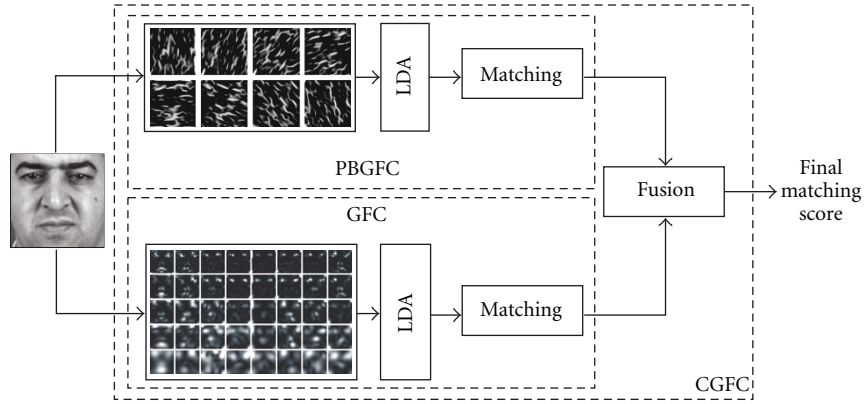 LDA
Matching
PBGFC
Fusion
Final
matching
score
GFC
LDA
Matching
CGFC